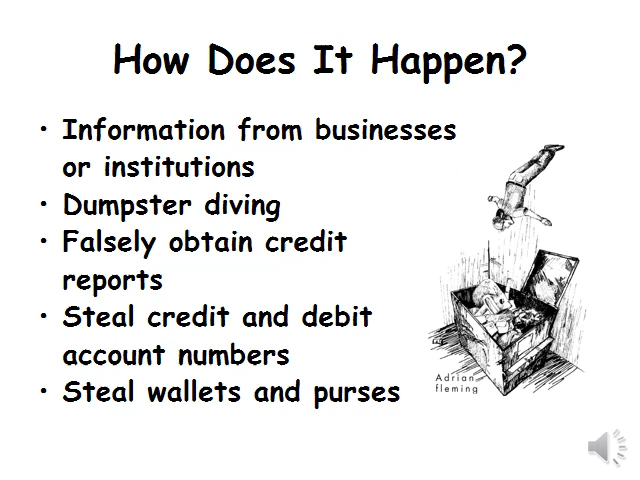 How Does It Happen?
• Information from businesses
or institutions
• Dumpster diving
• Falsely obtain credit
reports
• Steal credit and debit
account numbers
• Steal wallets and purses
Adrian
fleming